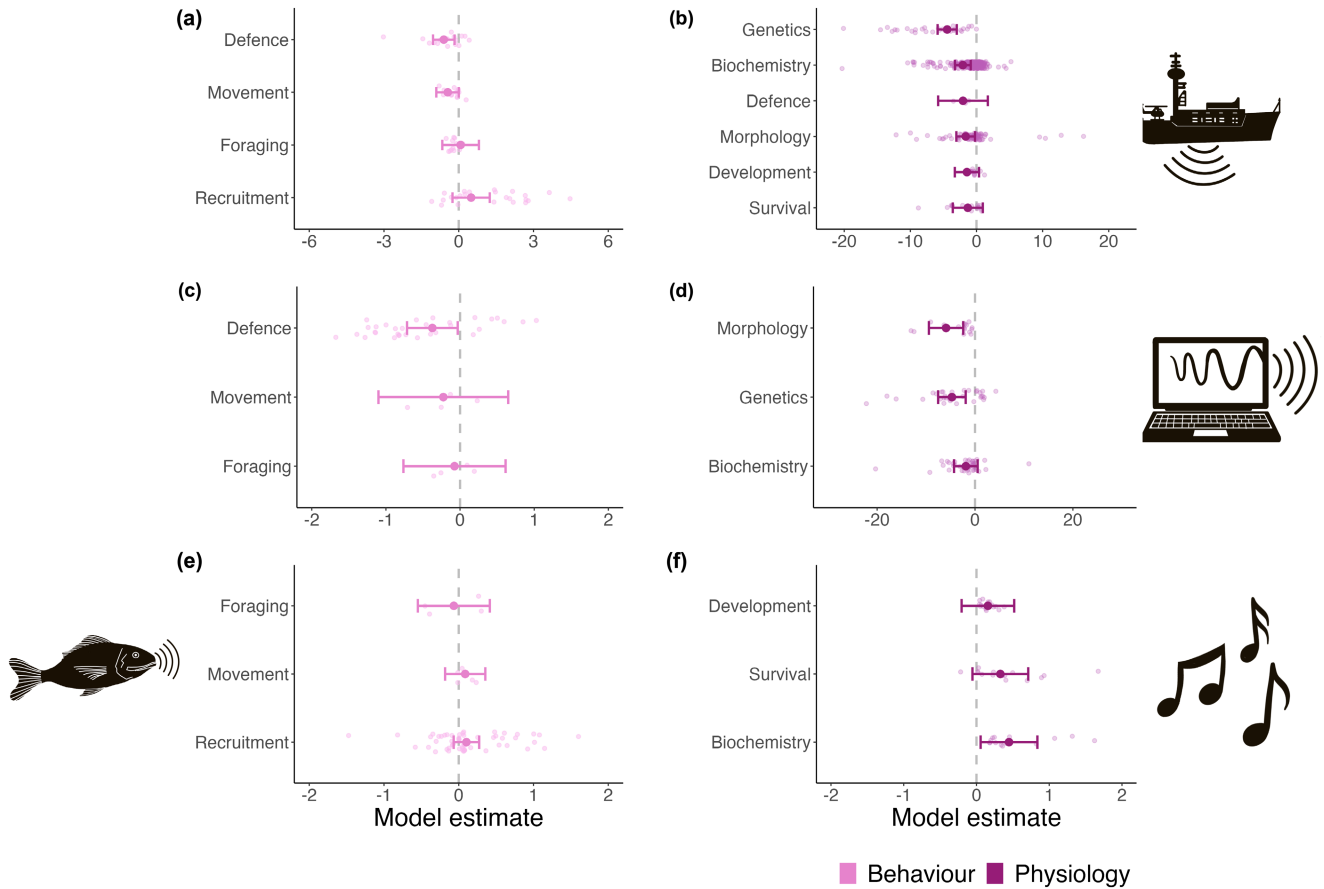 (a)
Defence
Movement
Foraging
Recruitment
-6 -3 0 3 6
(b)
Genetics
Biochemistry
Defence
Morphology
Development
Survival
-20 -10 0 10 20
(c)
Defence
Movement
Foraging
-2 -1 0 1 2
(d)
Morphology
Genetics
Biochemistry
-20 0 20
(e)
Foraging
Movement
Recruitment
-2 -1 0 1 2
Model estimate
(f)
Development
Survival
Biochemistry
-2 -1 0 1 2
Model estimate
Behaviour Physiology